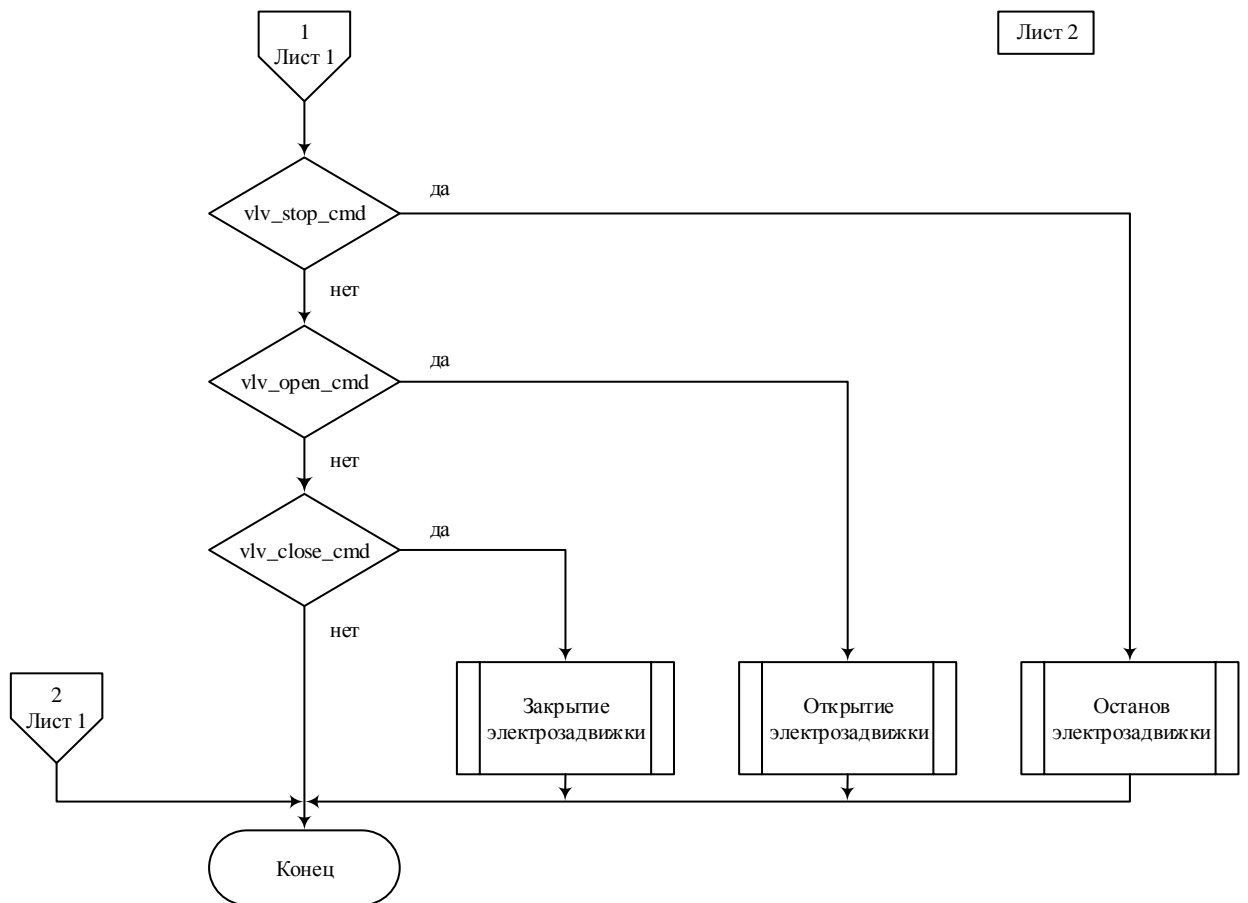 1
Лист 1
Лист 2
да
vlv_stop_cmd
нет
да
vlv_open_cmd
нет
да
vlv_close_cmd
нет
2
Лист 1
Закрытие
электрозадвижки
Открытие
электрозадвижки
Останов
электрозадвижки
Конец